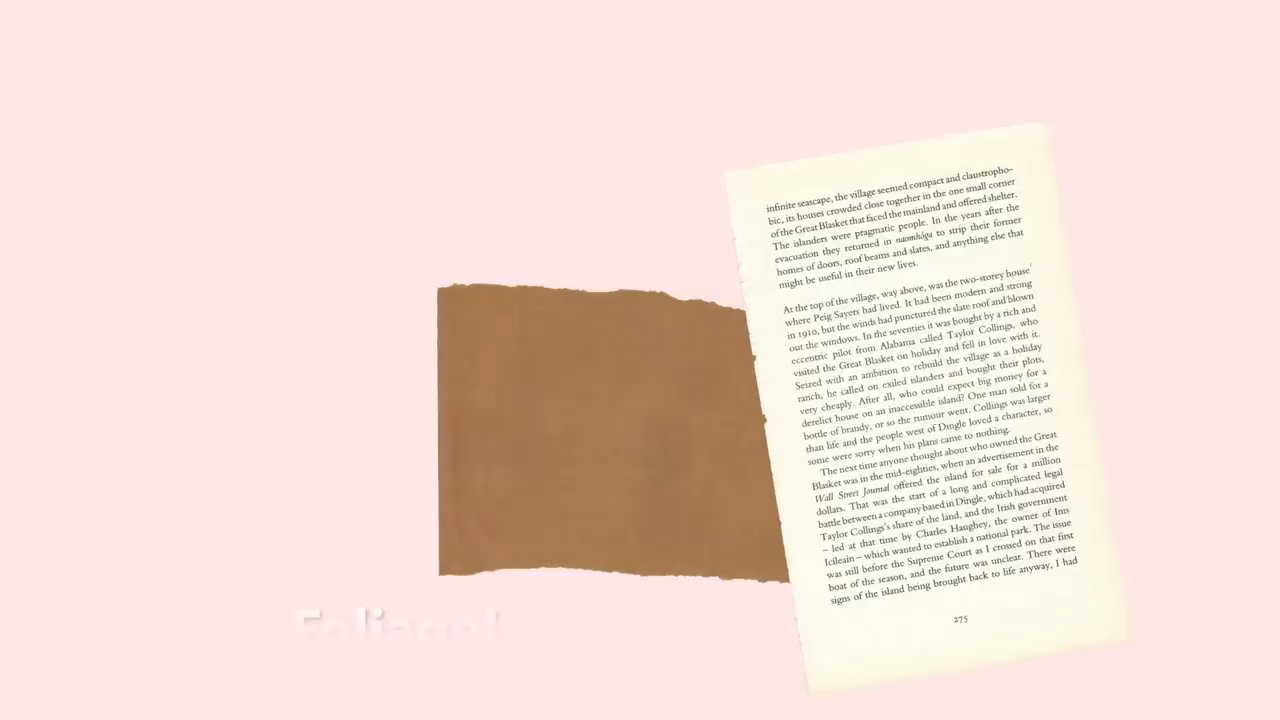 infinite seascape, the village seemed compact and claustropho-
bic, its houses crowded close together in the one small corner
of the Great Blasket that faced the mainland and offered shelter.
The islanders were pragmatic people. In the years after the
evacuation they returned in naomhóga to strip their former
homes of doors, roof beams and slates, and anything else that
might be useful in their new lives.
At the top of the village, way above, was the two-storey house
where Peig Sayers had lived. It had been modern and strong
in 1910, but the winds had punctured the slate roof and blown
out the windows. In the seventies it was bought by a rich and
eccentric pilot from Alabama called Taylor Collings, who
visited the Great Blasket on holiday and fell in love with it.
Seized with an ambition to rebuild the village as a holiday
ranch, he called on exiled islanders and bought their plots,
very cheaply. After all, who could expect big money for a
derelict house on an inaccessible island? One man sold for a
bottle of brandy, or so the rumour went. Collings was larger
than life and the people west of Dingle loved a character, so
some were sorry when his plans came to nothing.
The next time anyone thought about who owned the Great
Blasket was in the mid-eighties, when an advertisement in the
Wall Street Journal offered the island for sale for a million
dollars. That was the start of a long and complicated legal
battle between a company based in Dingle, which had acquired
Taylor Collings's share of the land, and the Irish government
– led at that time by Charles Haughey, the owner of Inis
Icileain – which wanted to establish a national park. The issue
was still before the Supreme Court as I crossed on that first
boat of the season, and the future was unclear. There were
signs of the island being brought back to life anyway, I had
275